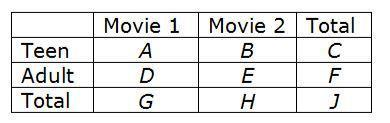 Movie 1 Movie 2 Total
Teen A B C
Adult D E F
Total G H J